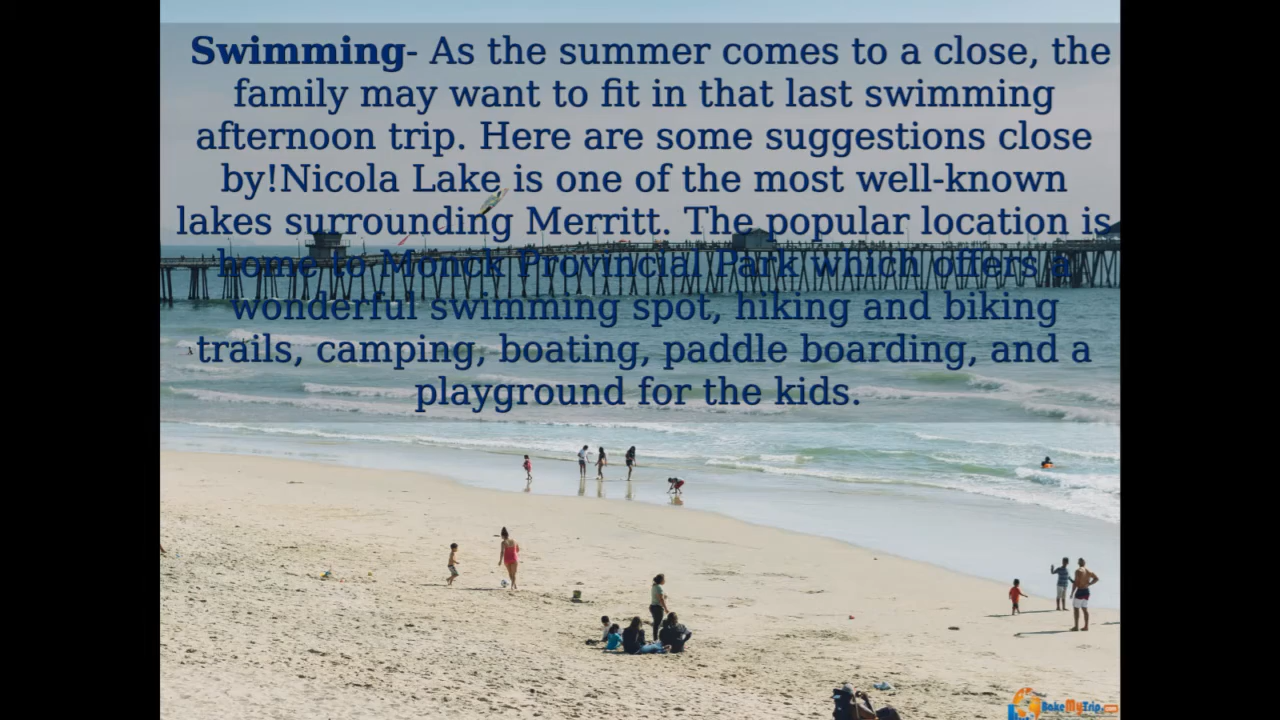 Swimming- As the summer comes to a close, the
family may want to fit in that last swimming
afternoon trip. Here are some suggestions close
by!Nicola Lake is one of the most well-known
lakes surrounding Merritt. The popular location is
home to Monck Provincial Park which offers a
wonderful swimming spot, hiking and biking
trails, camping, boating, paddle boarding, and a
playground for the kids.
BakeMyTrip